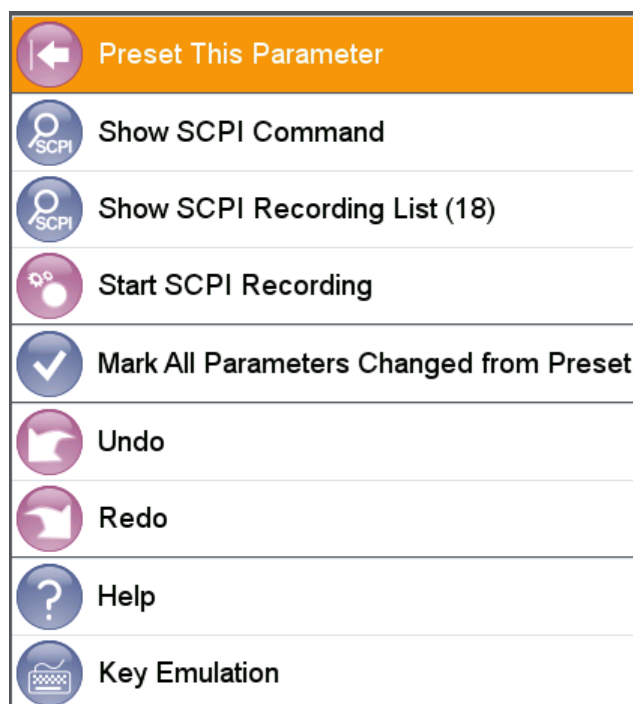 Preset This Parameter
SCPI
Show SCPI Command
SCPI
Show SCPI Recording List (18)
Start SCPI Recording
Mark All Parameters Changed from Preset
Undo
Redo
?
Help
Key Emulation